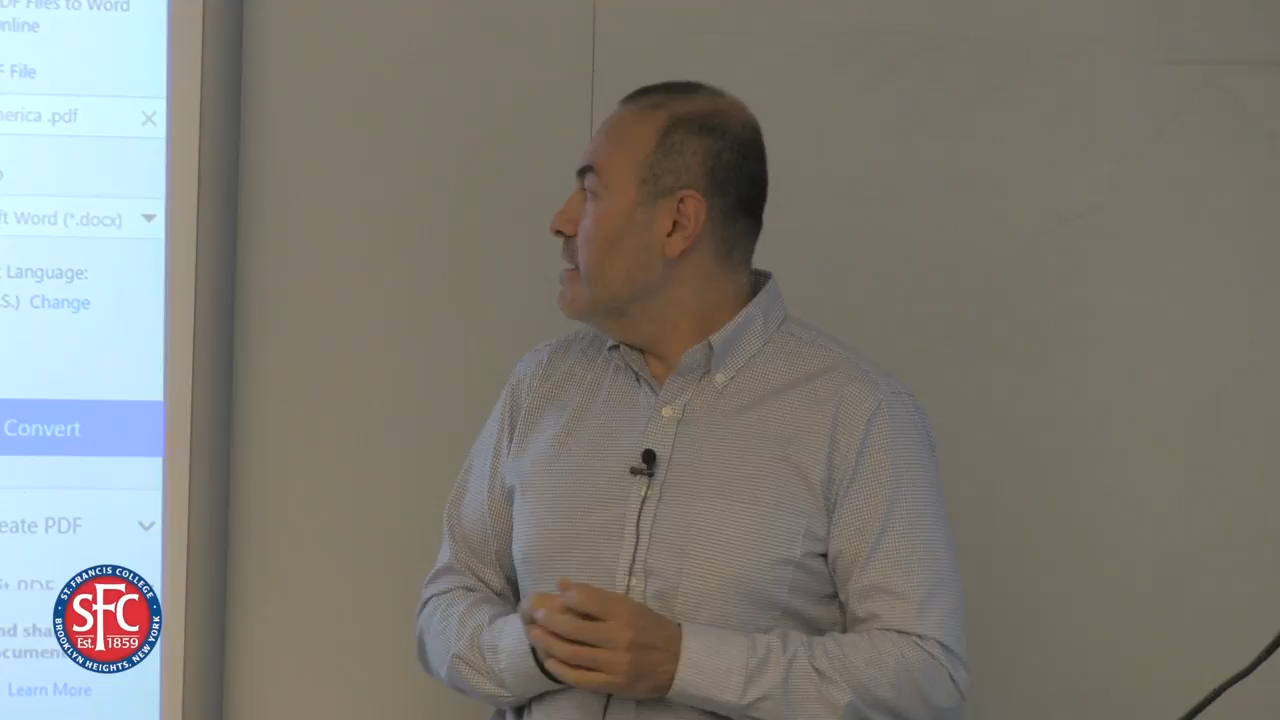 DF Files to Word
nline
F File
nerica .pdf
ft Word (*.docx)
t Language:
.S.) Change
Convert
eate PDF
nd sha
ocumen
Learn More
ST. FRANCIS COLLEGE
SFC
Est. 1859
BROOKLYN HEIGHTS, NEW YORK